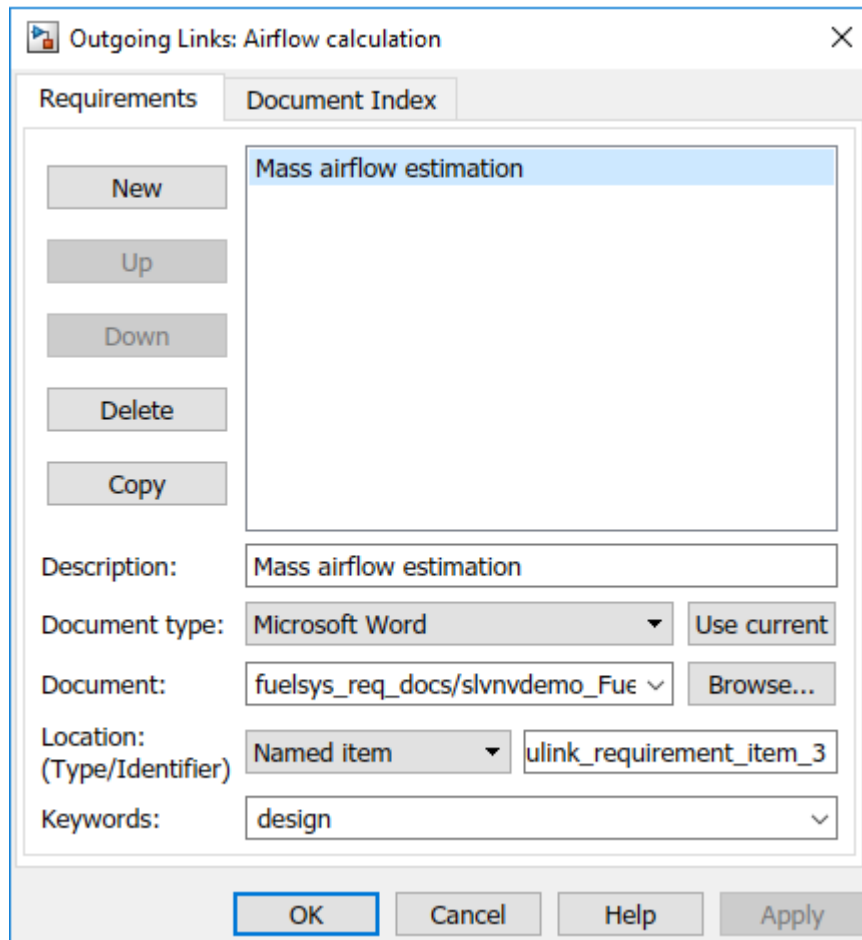 Outgoing Links: Airflow calculation
Requirements
Document Index
New
Mass airflow estimation
Up
Down
Delete
Copy
Description:
Mass airflow estimation
Document type:
Microsoft Word
Use current
Document:
fuelsys_req_docs/slvnvdemo_Fue
Browse...
Location:
(Type/Identifier)
Named item
ulink_requirement_item_3
Keywords:
design
OK
Cancel
Help
Apply